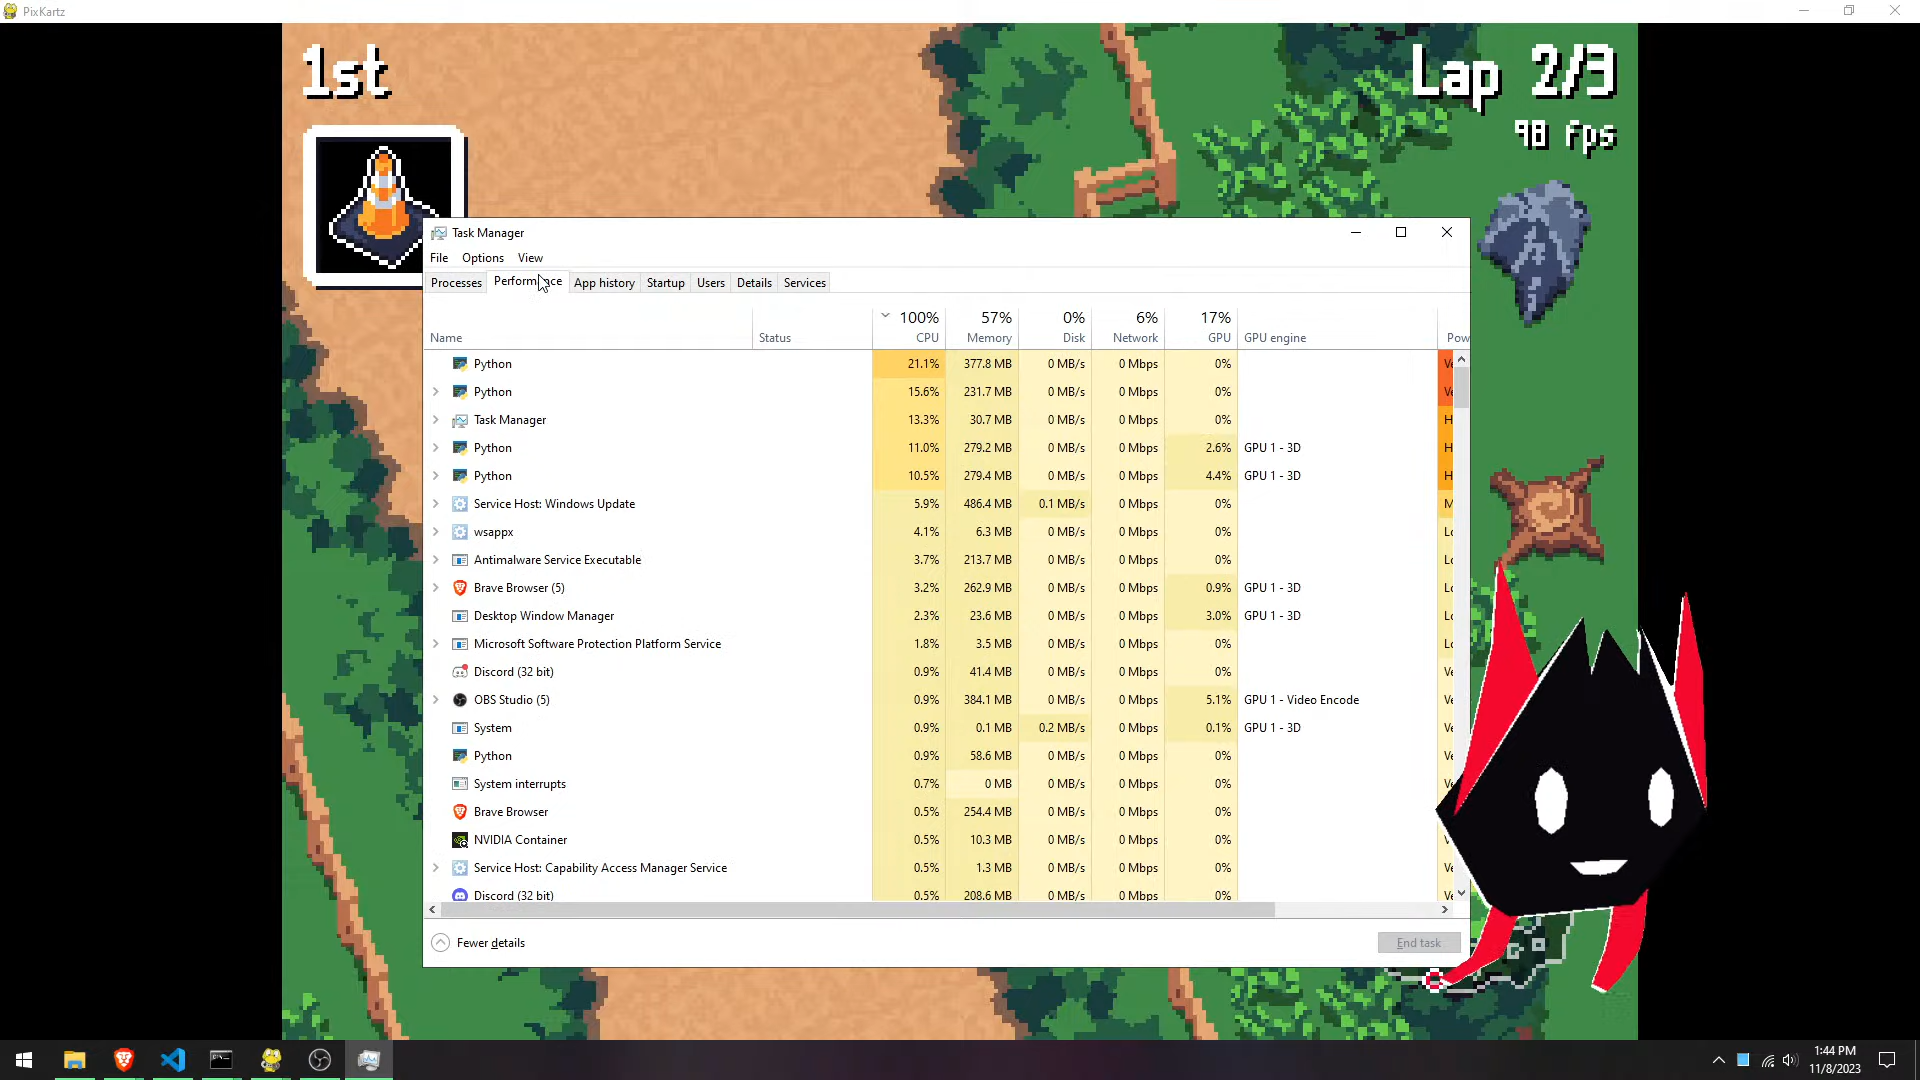 PixKartz
1st
Lap 2/3
98 fps
Task Manager
File Options View
Processes Performance App history Startup Users Details Services
100% 57% 0% 6% 17%
Name Status CPU Memory Disk Network GPU GPU engine Pow
Python 21.1% 377.8 MB 0 MB/s 0 Mbps 0% Ve
Python 15.6% 231.7 MB 0 MB/s 0 Mbps 0% Ve
Task Manager 13.3% 30.7 MB 0 MB/s 0 Mbps 0% H
Python 11.0% 279.2 MB 0 MB/s 0 Mbps 2.6% GPU 1 - 3D H
Python 10.5% 279.4 MB 0 MB/s 0 Mbps 4.4% GPU 1 - 3D H
Service Host: Windows Update 5.9% 486.4 MB 0.1 MB/s 0 Mbps 0% M
wsappx 4.1% 6.3 MB 0 MB/s 0 Mbps 0% Lo
Antimalware Service Executable 3.7% 213.7 MB 0 MB/s 0 Mbps 0% Lo
Brave Browser (5) 3.2% 262.9 MB 0 MB/s 0 Mbps 0.9% GPU 1 - 3D Lo
Desktop Window Manager 2.3% 23.6 MB 0 MB/s 0 Mbps 3.0% GPU 1 - 3D Lo
Microsoft Software Protection Platform Service 1.8% 3.5 MB 0 MB/s 0 Mbps 0% Lo
Discord (32 bit) 0.9% 41.4 MB 0 MB/s 0 Mbps 0% Ve
OBS Studio (5) 0.9% 384.1 MB 0 MB/s 0 Mbps 5.1% GPU 1 - Video Encode Ve
System 0.9% 0.1 MB 0.2 MB/s 0 Mbps 0.1% GPU 1 - 3D Ve
Python 0.9% 58.6 MB 0 MB/s 0 Mbps 0% Ve
System interrupts 0.7% 0 MB 0 MB/s 0 Mbps 0% Ve
Brave Browser 0.5% 254.4 MB 0 MB/s 0 Mbps 0%
NVIDIA Container 0.5% 10.3 MB 0 MB/s 0 Mbps 0%
Service Host: Capability Access Manager Service 0.5% 1.3 MB 0 MB/s 0 Mbps 0% Ve
Discord (32 bit) 0.5% 208.6 MB 0 MB/s 0 Mbps 0% Ve
Fewer details End task
1:44 PM
11/8/2023